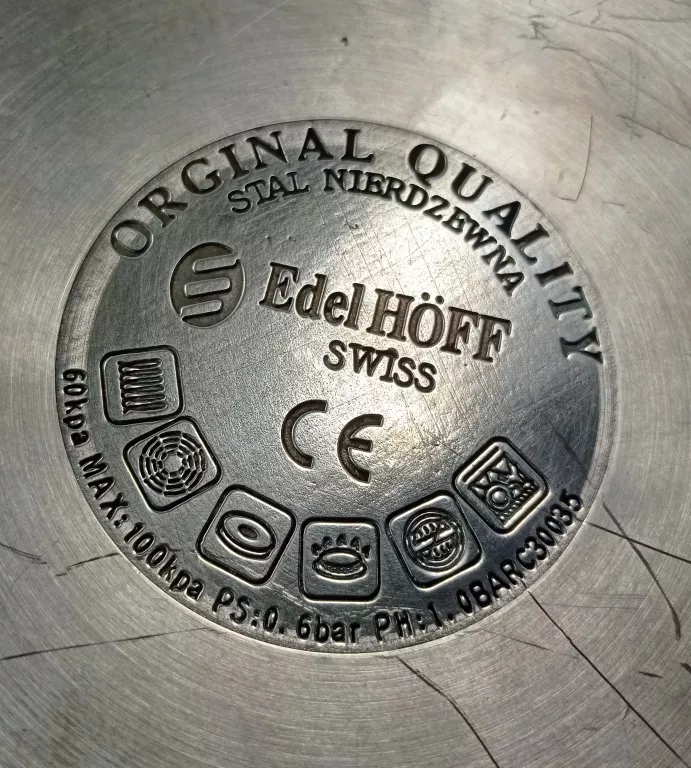 ORGINAL QUALITY
STAL NIERDZEWNA
EdelHÖFF
SWISS
CE
60kpa MAX:100kpa PS:0.6bar PH:1.0BARC30035